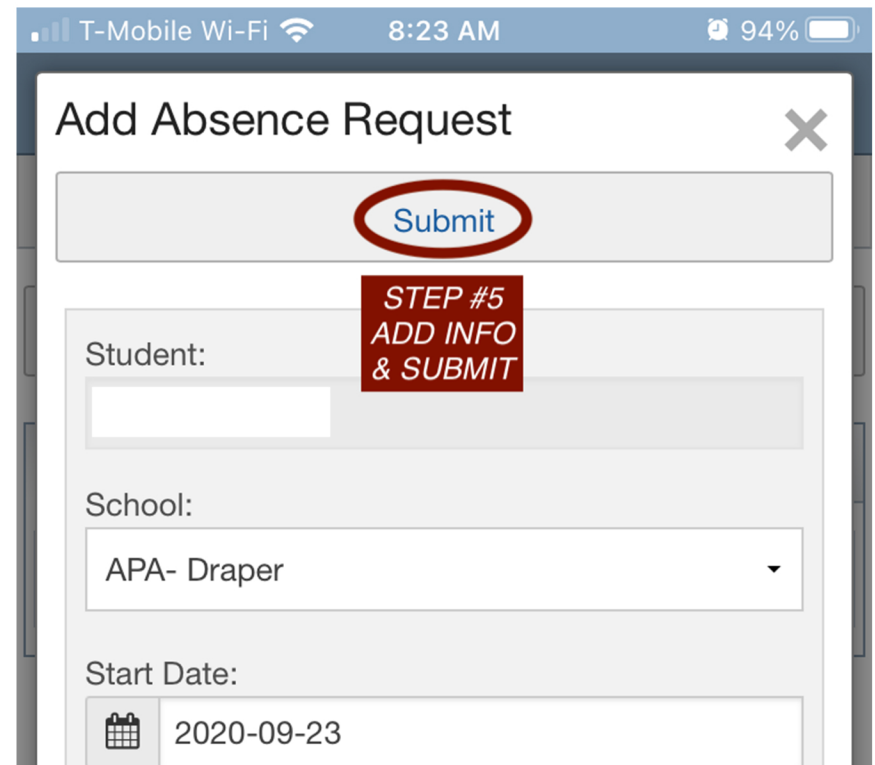 T-Mobile Wi-Fi 8:23 AM 94%
Add Absence Request
Submit
STEP #5
ADD INFO
& SUBMIT
Student:
School:
APA- Draper
Start Date:
2020-09-23